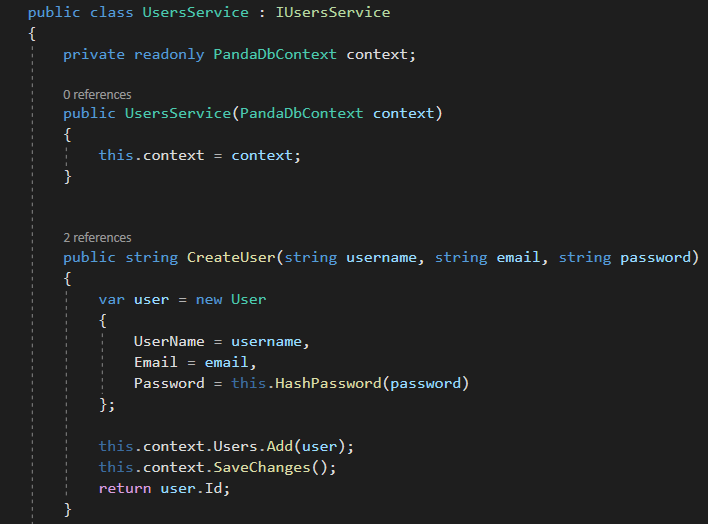 public class UsersService : IUsersService
{
private readonly PandaDbContext context;
0 references
public UsersService(PandaDbContext context)
{
this.context = context;
}
2 references
public string CreateUser(string username, string email, string password)
{
var user = new User
{
UserName = username,
Email = email,
Password = this.HashPassword(password)
};
this.context.Users.Add(user);
this.context.SaveChanges();
return user.Id;
}